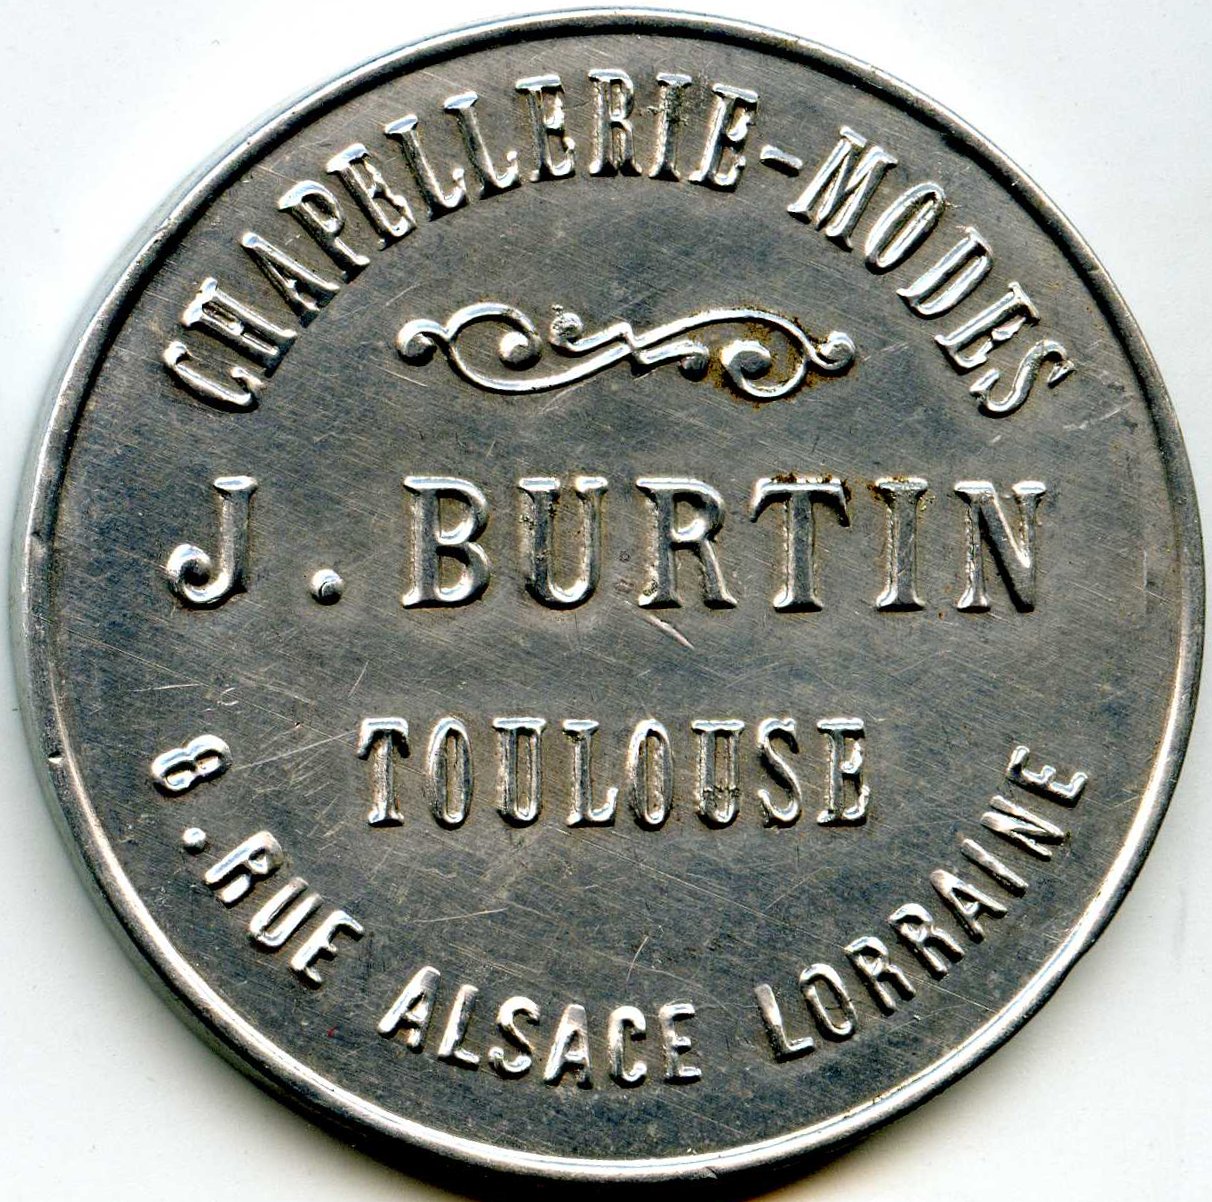 CHAPELLERIE-MODES
J. BURTIN
TOULOUSE
8. RUE ALSACE LORRAINE